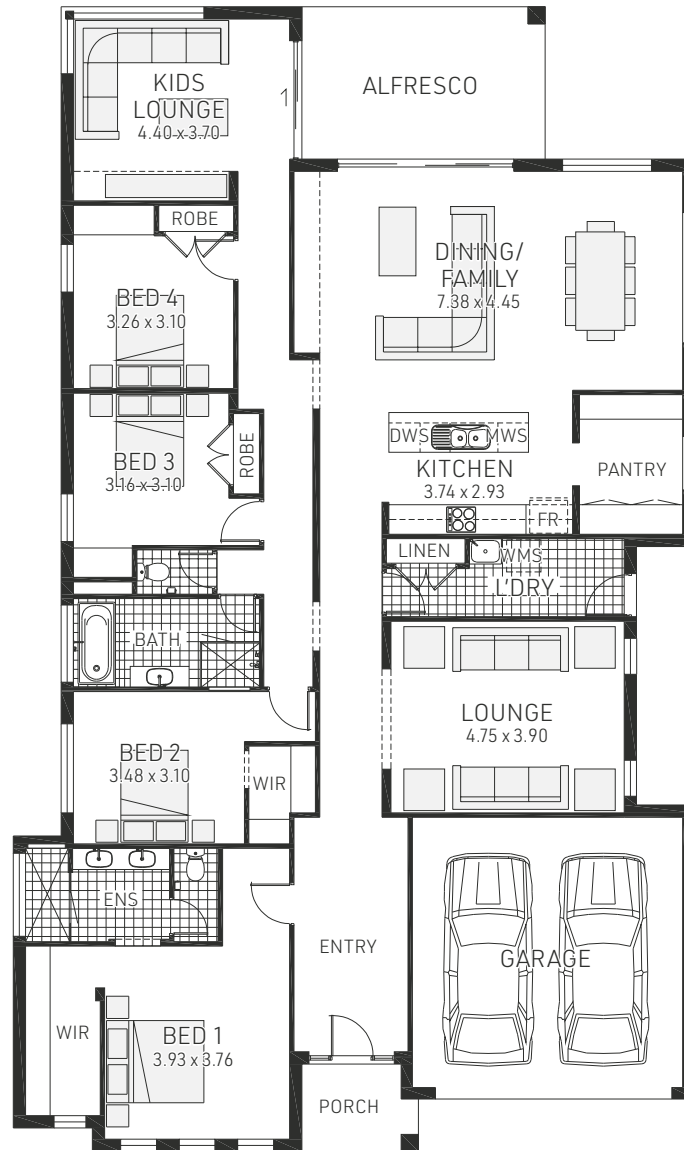 KIDS
LOUNGE
4.40 x 3.70
1
ALFRESCO
ROBE
DINING/
FAMILY
7.38 x 4.45
BED 4
3.26 x 3.10
DWS
MWS
BED 3
3.16 x 3.10
ROBE
KITCHEN
3.74 x 2.93
PANTRY
FR
LINEN
WMS
L'DRY
BATH
LOUNGE
4.75 x 3.90
BED 2
3.48 x 3.10
WIR
ENS
ENTRY
GARAGE
WIR
BED 1
3.93 x 3.76
PORCH